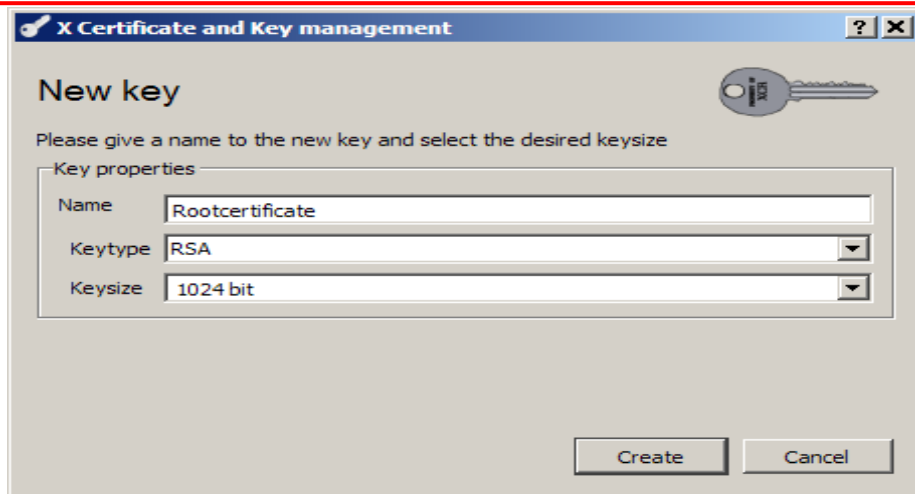 X Certificate and Key management
New key
Please give a name to the new key and select the desired keysize
Key properties
Name Rootcertificate
Keytype RSA
Keysize 1024 bit
Create Cancel